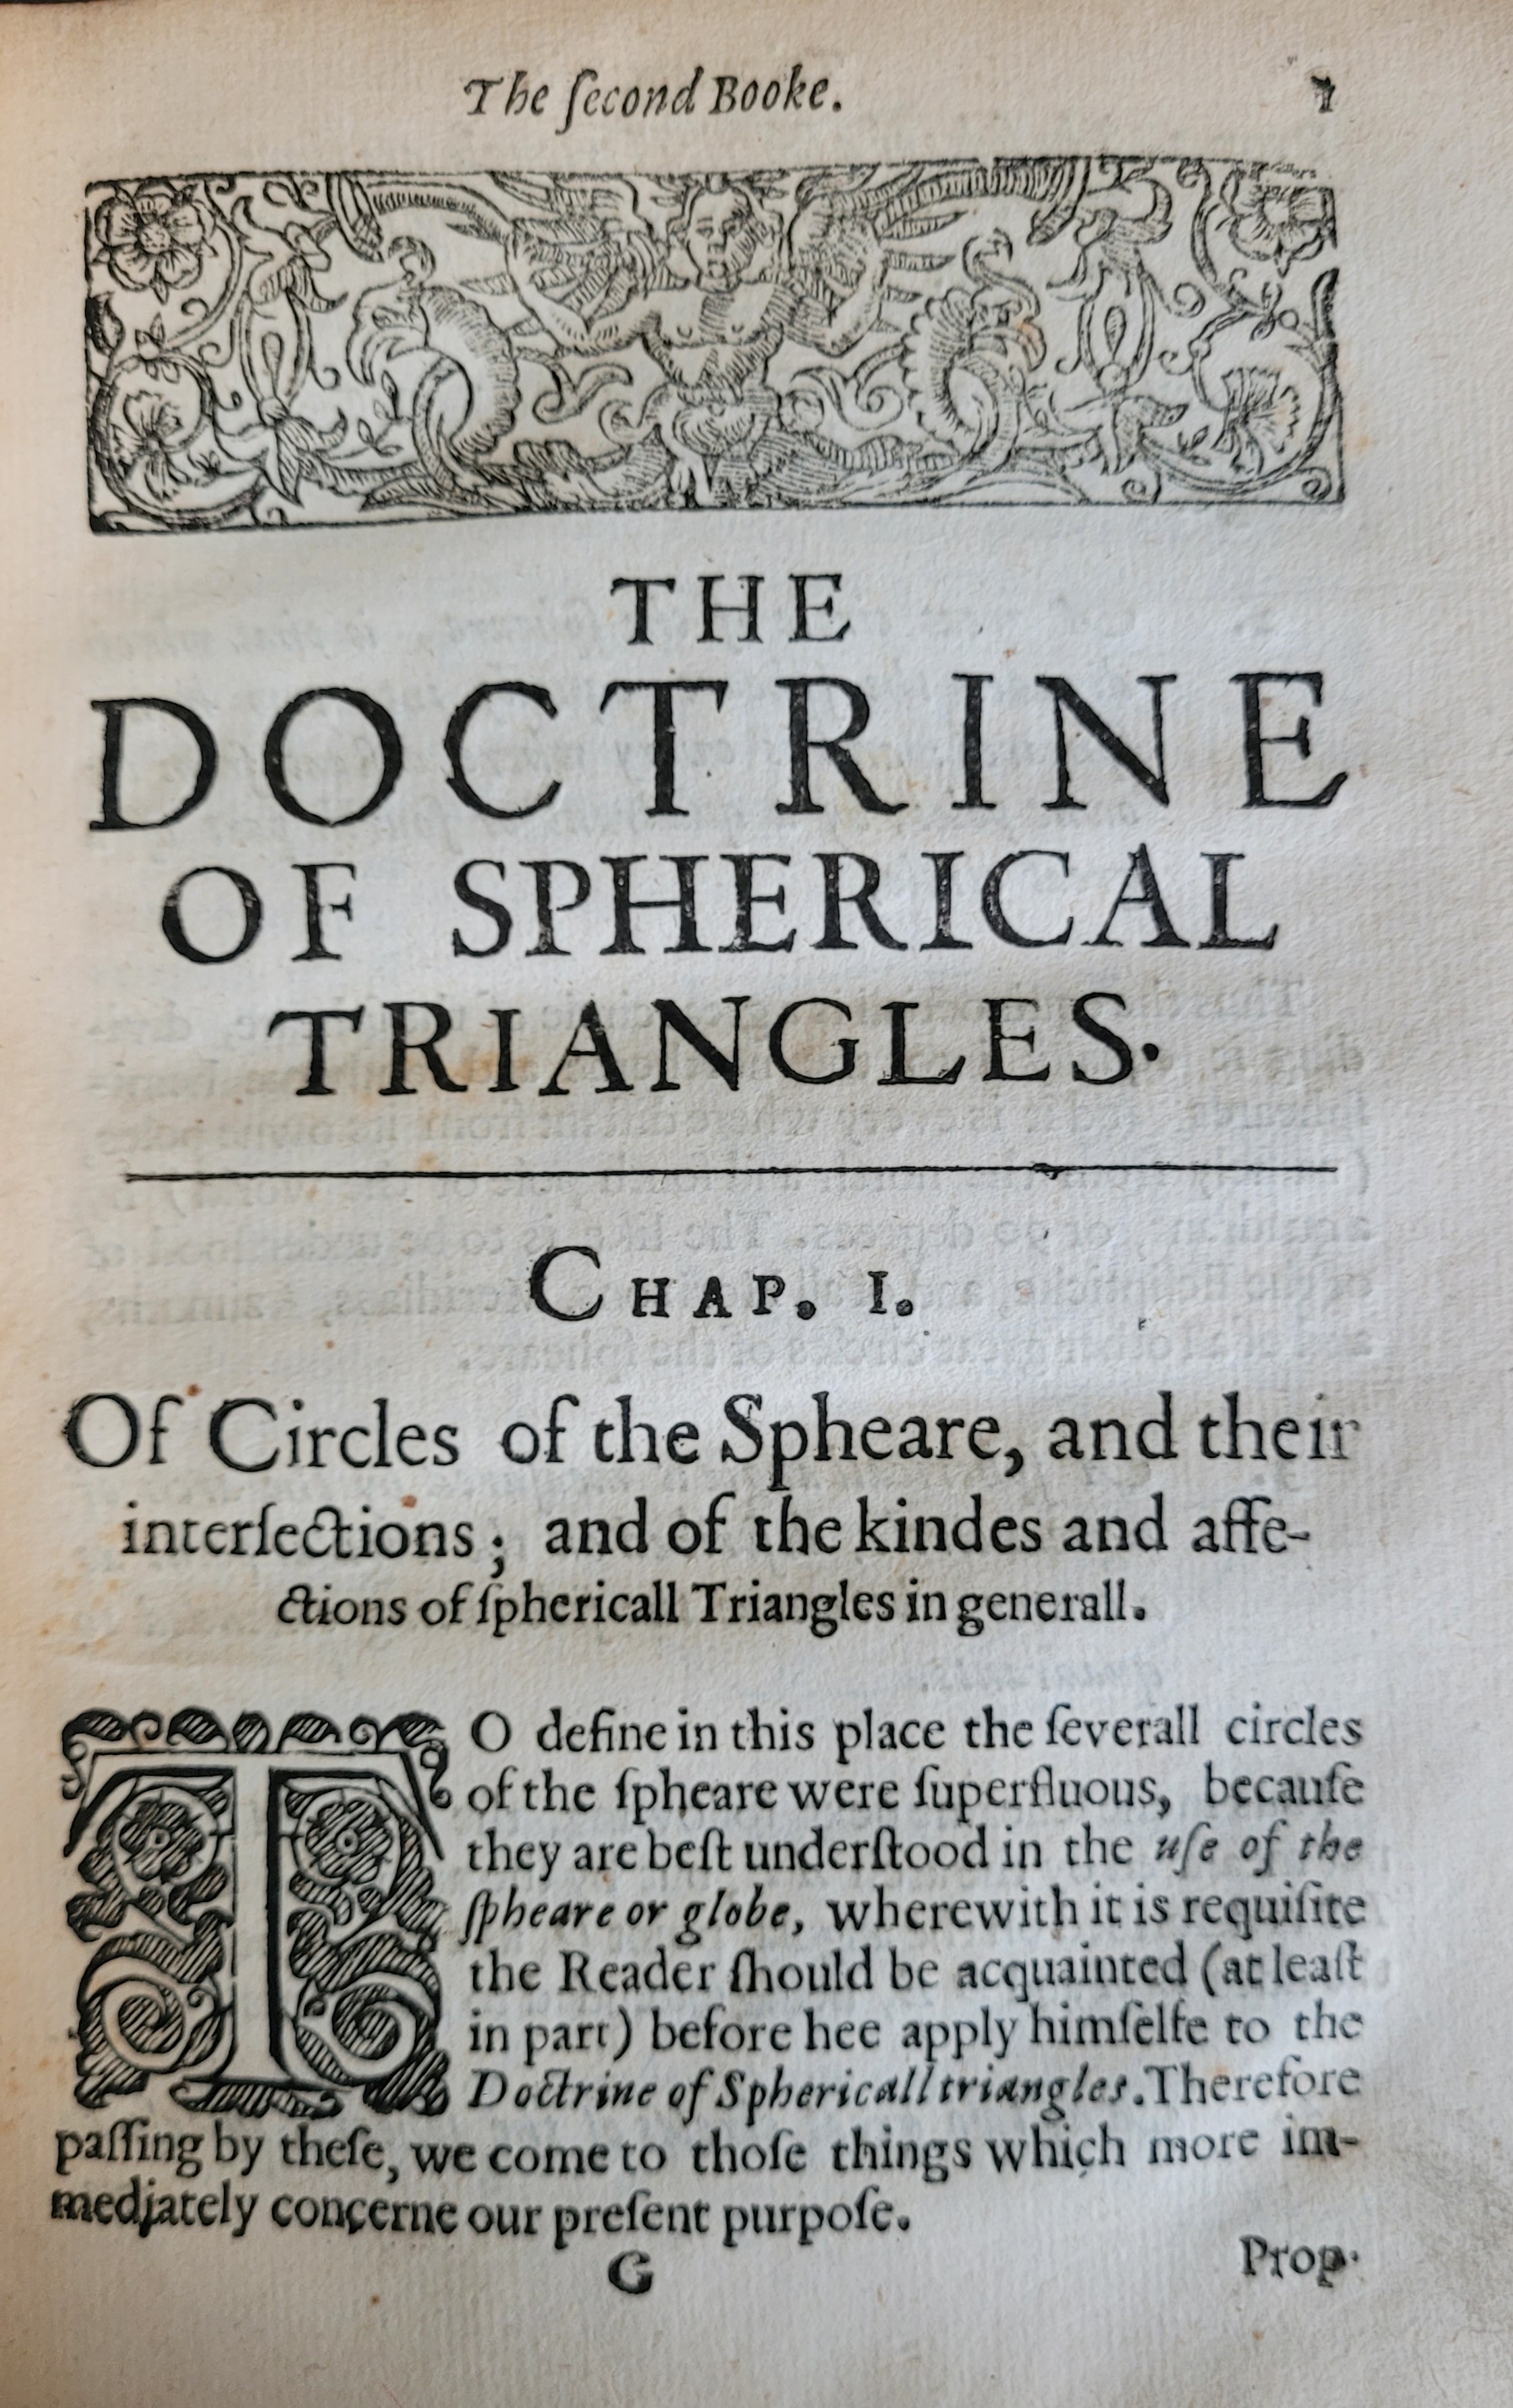 The ſecond Booke.
THE
DOCTRINE
OF SPHERICAL
TRIANGLES.
CHAP. I.
Of Circles of the Spheare, and their
interſections; and of the kindes and affe-
ctions of ſphericall Triangles in generall.
TO define in this place the ſeverall circles
of the ſpheare were ſuperfluous, becauſe
they are beſt underſtood in the uſe of the
ſpheare or globe, wherewith it is requiſite
the Reader ſhould be acquainted (at leaſt
in part) before hee apply himſelfe to the
Doctrine of Sphericall triangles. Therefore
paſſing by theſe, we come to thoſe things which more im-
mediately concerne our preſent purpoſe.
G
Prop.